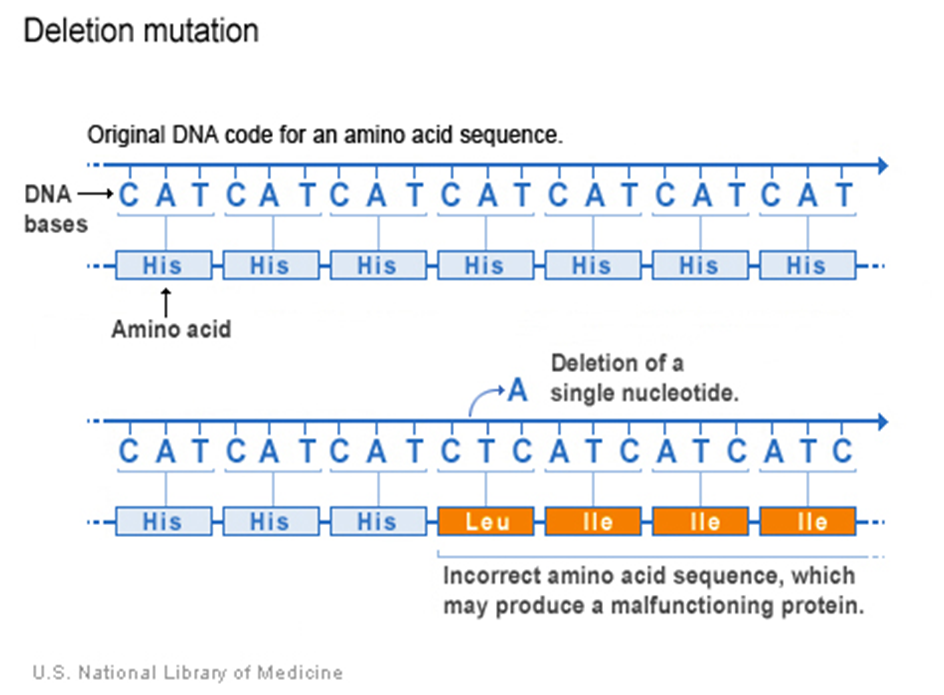 Deletion mutation
Original DNA code for an amino acid sequence.
DNA bases
C A T C A T C A T C A T C A T C A T C A T
His His His His His His His
Amino acid
Deletion of a
single nucleotide.
A
C A T C A T C A T C T C A T C A T C A T C
His His His Leu Ile Ile Ile
Incorrect amino acid sequence, which
may produce a malfunctioning protein.
U.S. National Library of Medicine